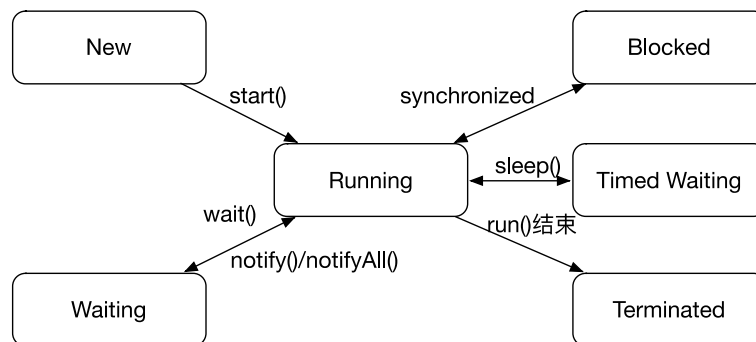 New
Blocked
start()
synchronized
Running
sleep()
Timed Waiting
wait()
run()结束
notify()/notifyAll()
Waiting
Terminated